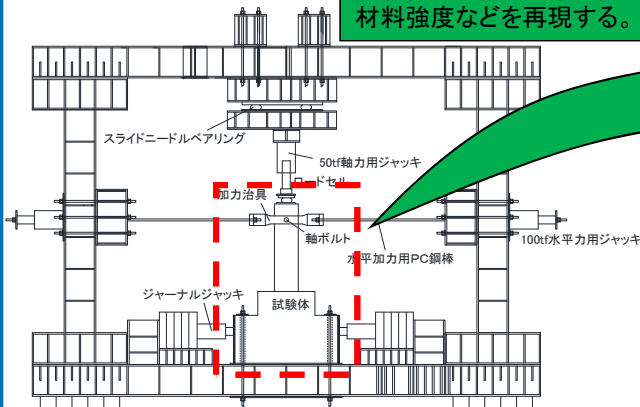 材料強度などを再現する。
スライドニードルベアリング
50tf軸力用ジャッキ
ロードセル
加力治具
軸ボルト
100tf水平力用ジャッキ
水平加力用PC鋼棒
ジャーナルジャッキ
試験体